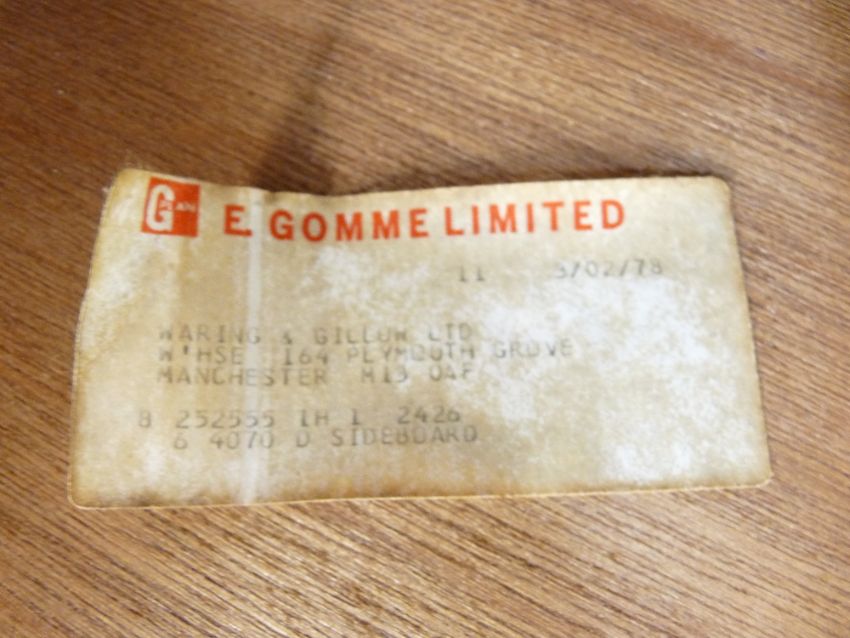 G PLAN E. GOMME LIMITED
11 3/02/78
WARING & GILLOW LTD
W'HSE 164 PLYMOUTH GROVE
MANCHESTER M13 0AF
8 252555 1H 1 2426
6 4070 D SIDEBOARD